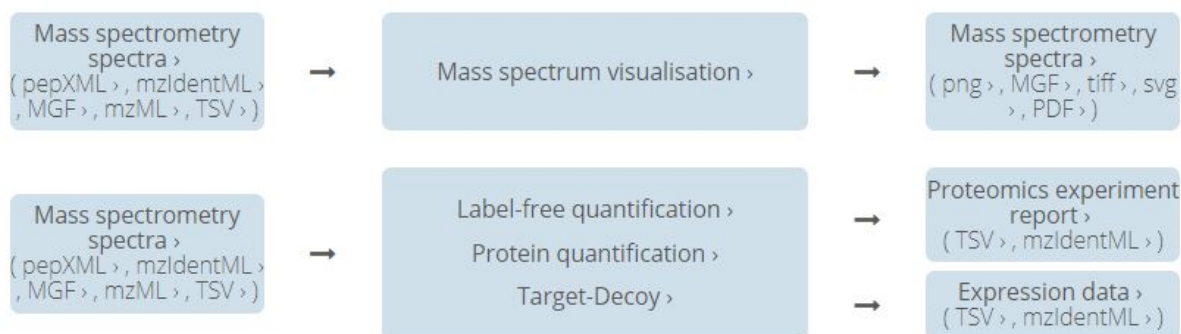 Mass spectrometry
spectra ›
( pepXML › , mzIdentML ›
, MGF › , mzML › , TSV › )
Mass spectrum visualisation ›
Mass spectrometry
spectra ›
( png › , MGF › , tiff › , svg
› , PDF › )
Mass spectrometry
spectra ›
( pepXML › , mzIdentML ›
, MGF › , mzML › , TSV › )
Label-free quantification ›
Protein quantification ›
Target-Decoy ›
Proteomics experiment
report ›
( TSV › , mzIdentML › )
Expression data ›
( TSV › , mzIdentML › )